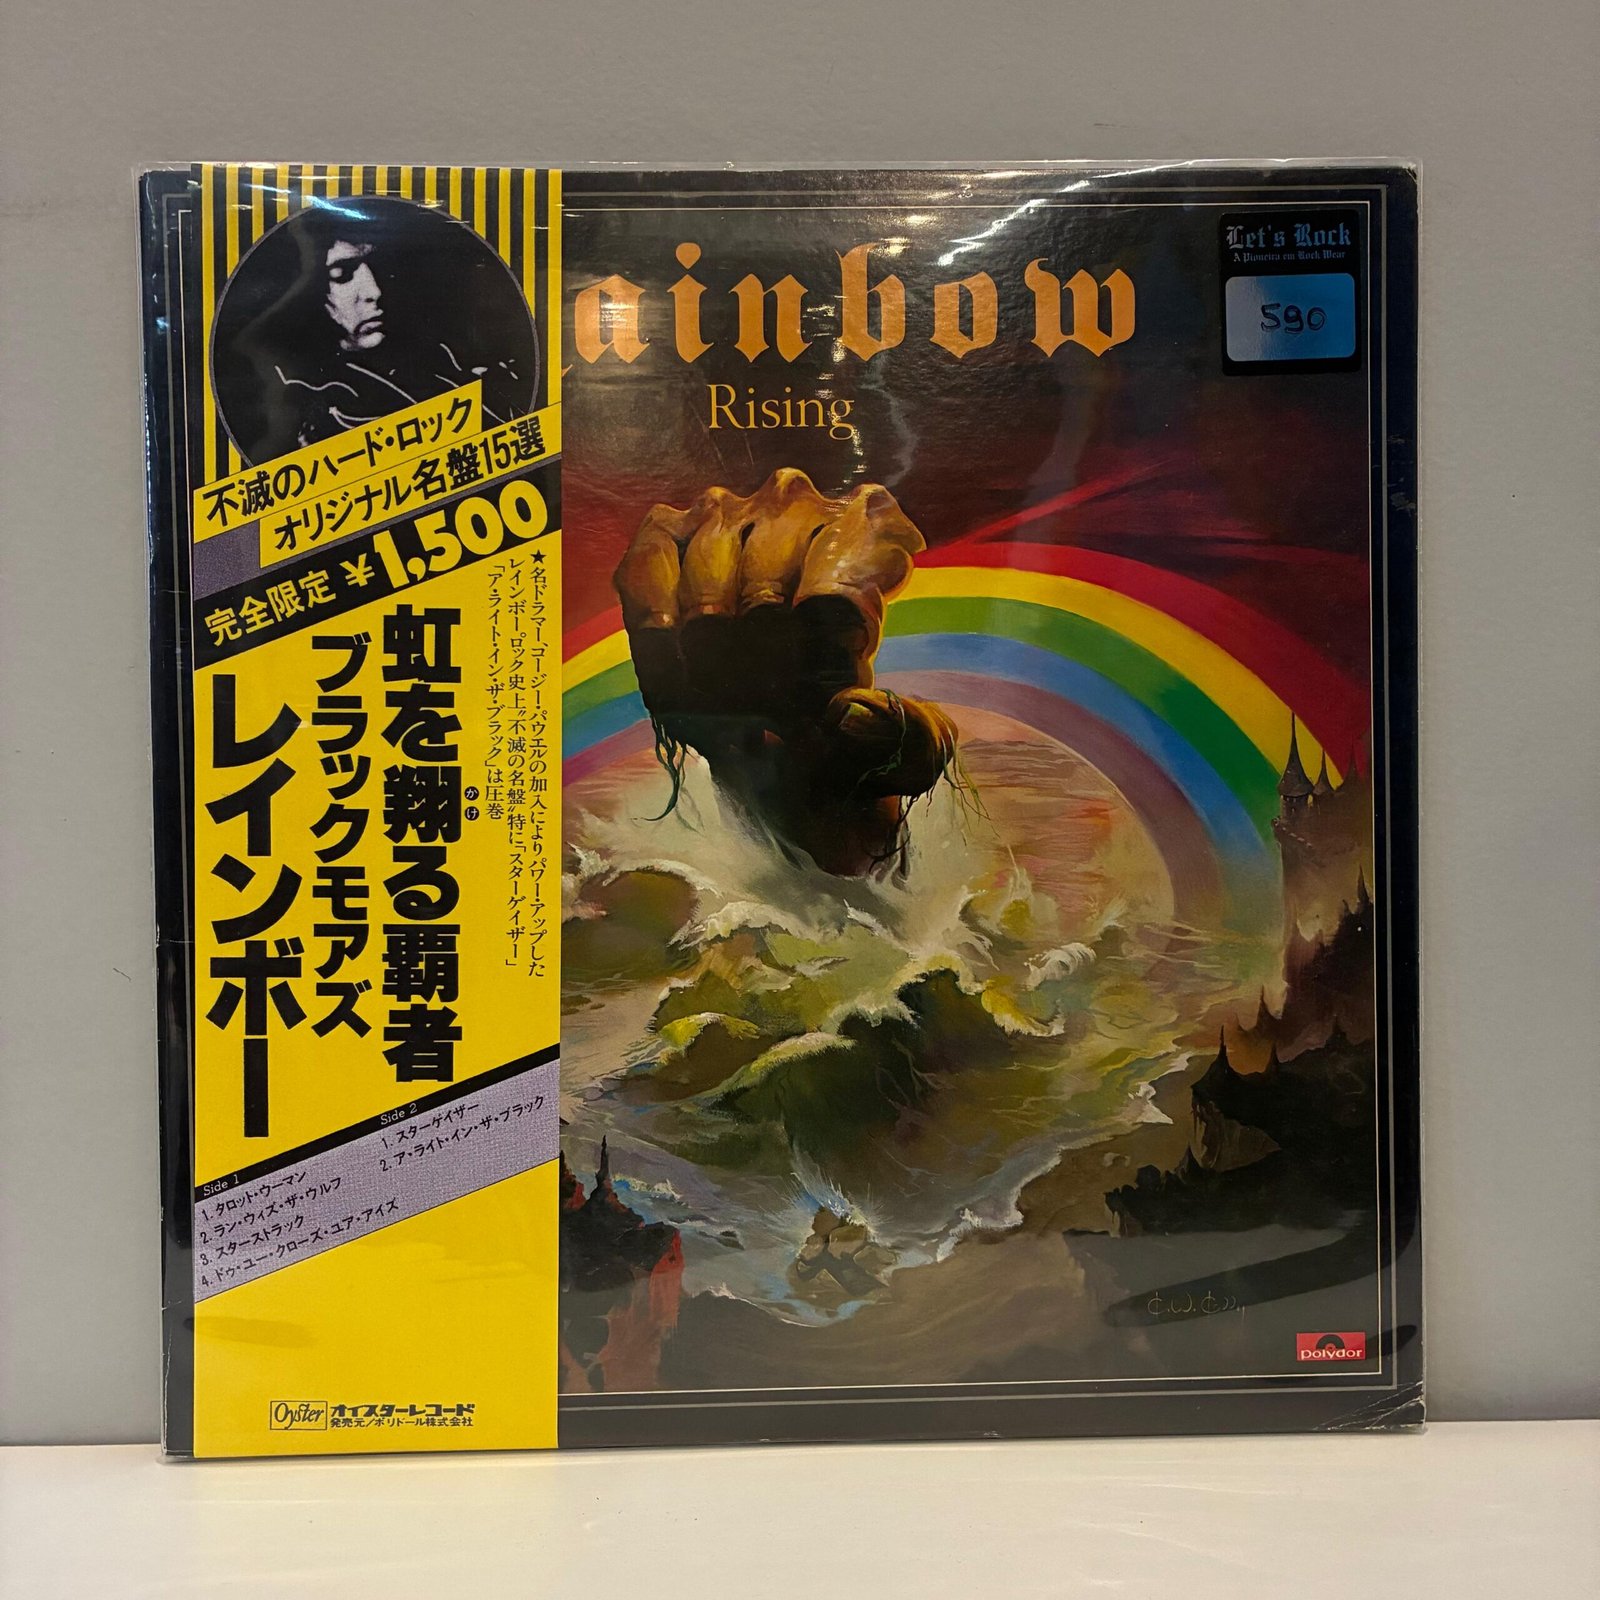 ainbow
Rising
Let's Rock
A Pioneira em Rock Wear
590
不滅のハード・ロック
オリジナル名盤15選
完全限定 ¥1,500
★名ドラマー、コージー・パウエルの加入によりパワー・アップした
レインボー。ロック史上"不滅の名盤"特に「スターゲイザー」
「ア・ライト・イン・ザ・ブラック」は圧巻
虹を翔る覇者
かけ
ブラックモアズ
レインボー
Side 1
1. タロット・ウーマン
2. ラン・ウィズ・ザ・ウルフ
3. スターストラック
4. ドゥ・ユー・クローズ・ユア・アイズ
Side 2
1. スターゲイザー
2. ア・ライト・イン・ザ・ブラック
Oyster
オイスターレコード
発売元/ポリドール株式会社
polydor